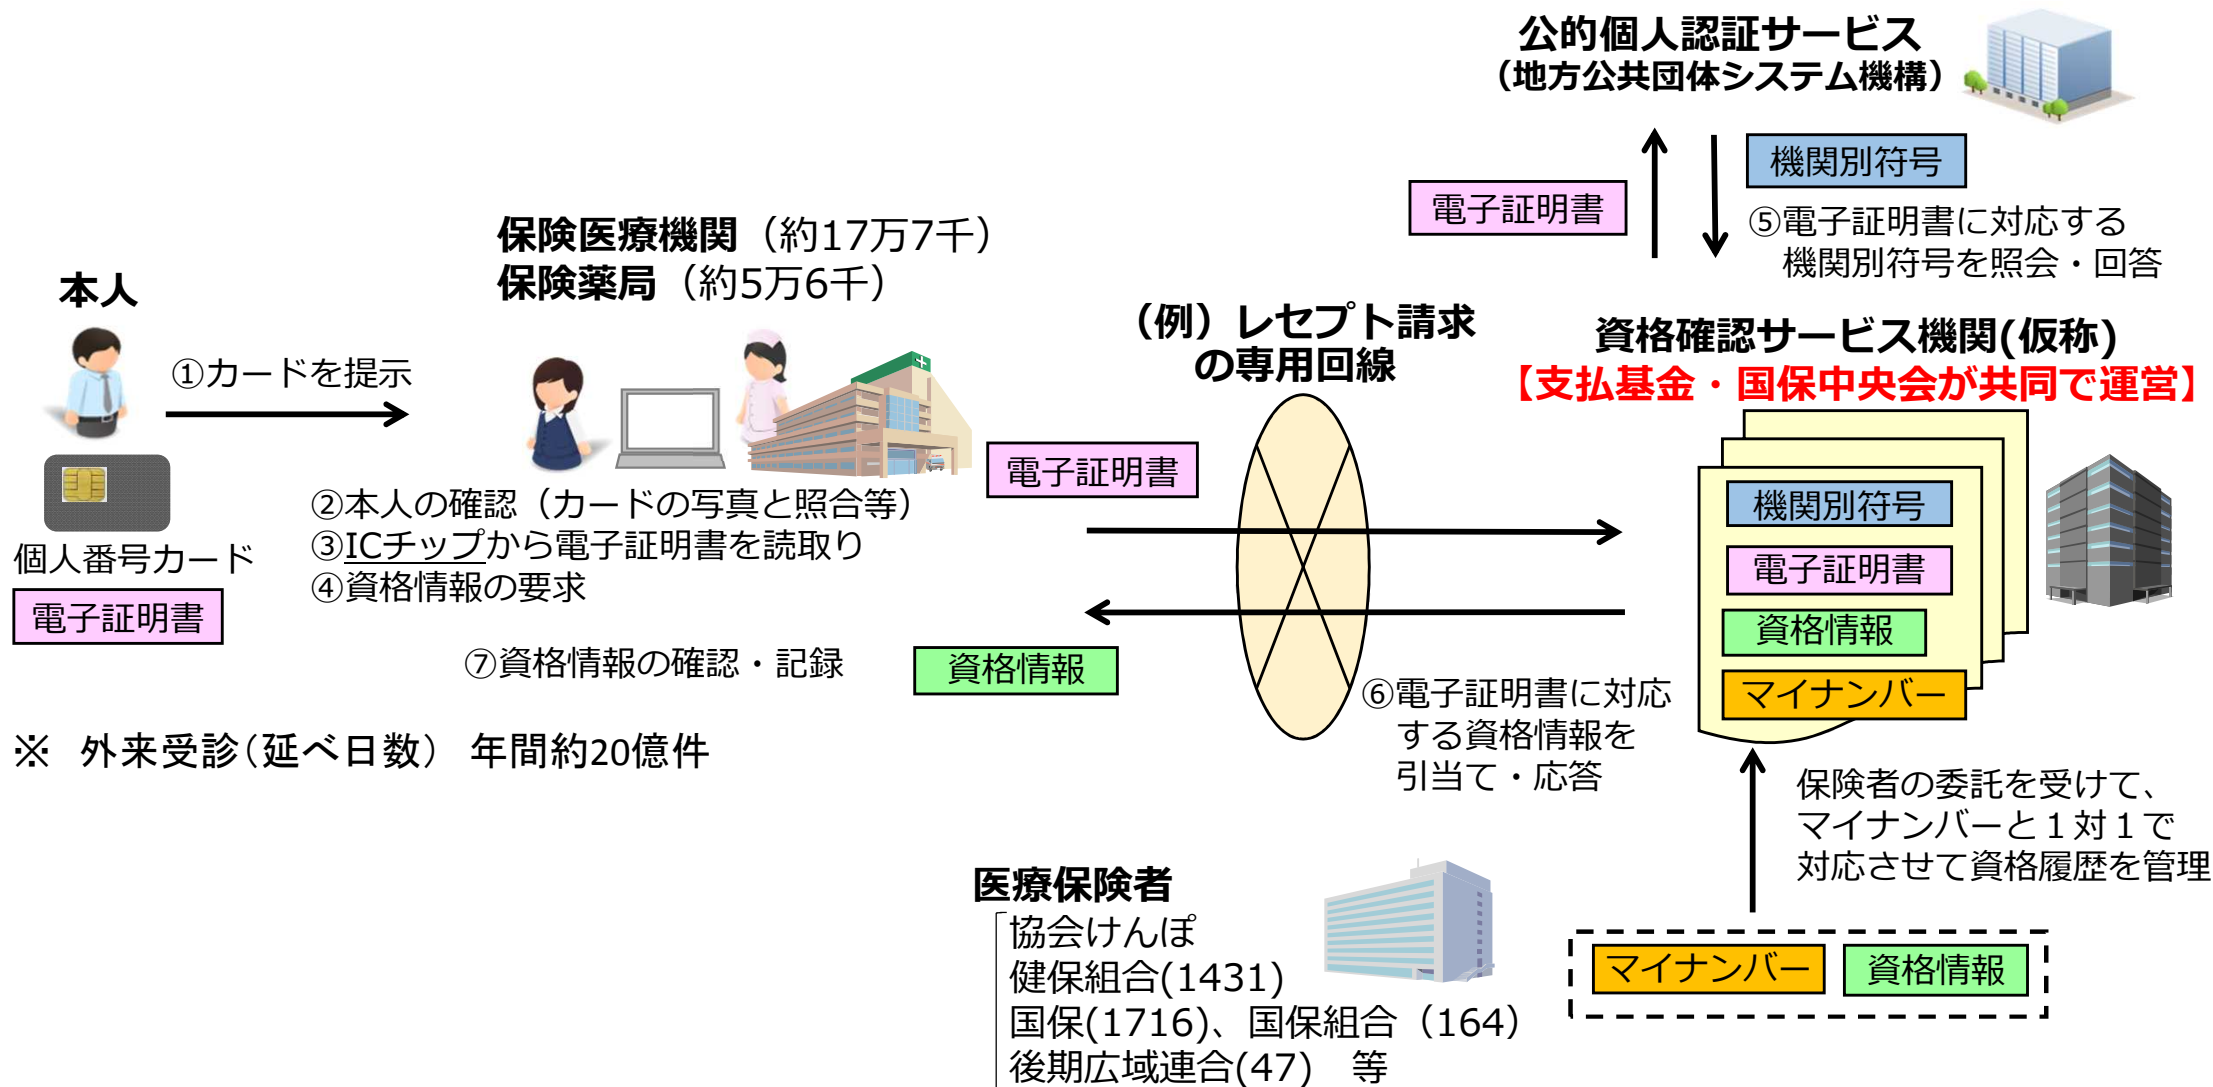 公的個人認証サービス
（地方公共団体システム機構）
電子証明書
機関別符号
⑤電子証明書に対応する
機関別符号を照会・回答
保険医療機関（約17万7千）
保険薬局（約5万6千）
本人
①カードを提示
個人番号カード
電子証明書
②本人の確認（カードの写真と照合等）
③ICチップから電子証明書を読取り
④資格情報の要求
⑦資格情報の確認・記録
※　外来受診（延べ日数）　年間約20億件
（例）レセプト請求
の専用回線
電子証明書
資格情報
⑥電子証明書に対応
する資格情報を
引当て・応答
資格確認サービス機関(仮称)
【支払基金・国保中央会が共同で運営】
機関別符号
電子証明書
資格情報
マイナンバー
保険者の委託を受けて、
マイナンバーと１対１で
対応させて資格履歴を管理
マイナンバー
資格情報
医療保険者
協会けんぽ
健保組合(1431)
国保(1716)、国保組合（164）
後期広域連合(47)　等